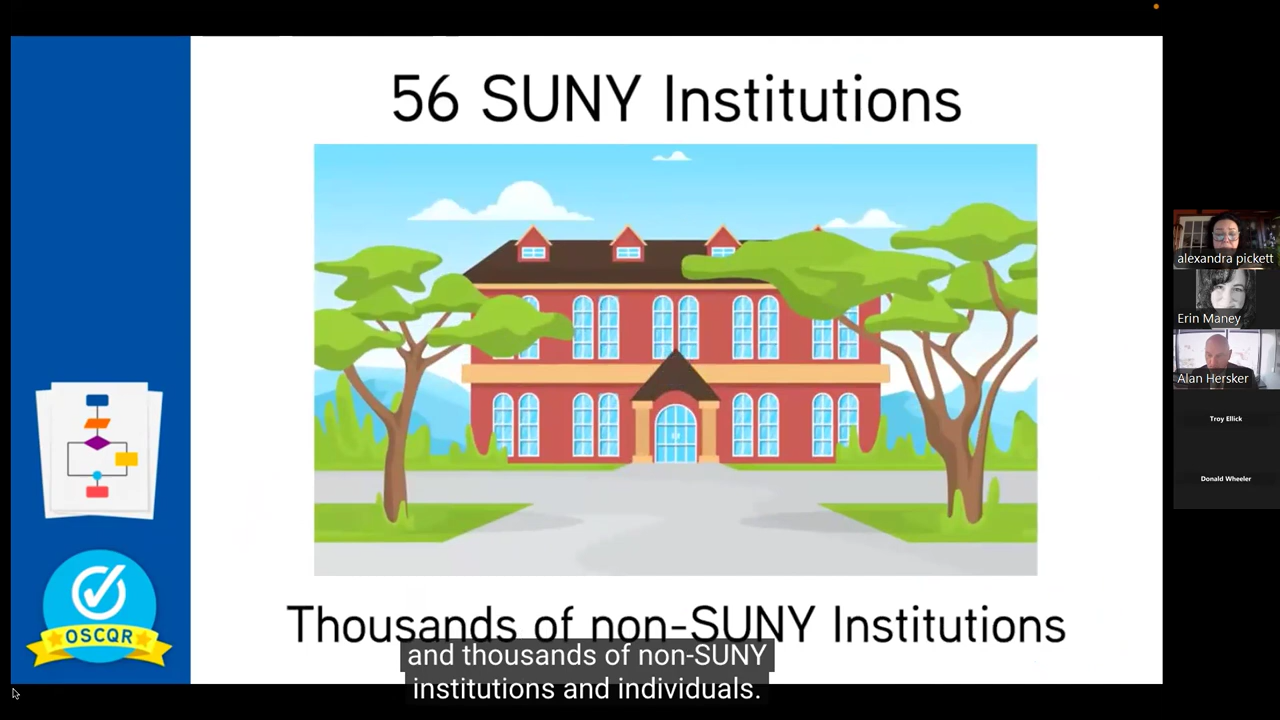 56 SUNY Institutions
alexandra pickett
Erin Maney
Alan Hersker
Troy Ellick
Donald Wheeler
OSCQR
Thousands of non-SUNY Institutions
and thousands of non-SUNY
institutions and individuals.